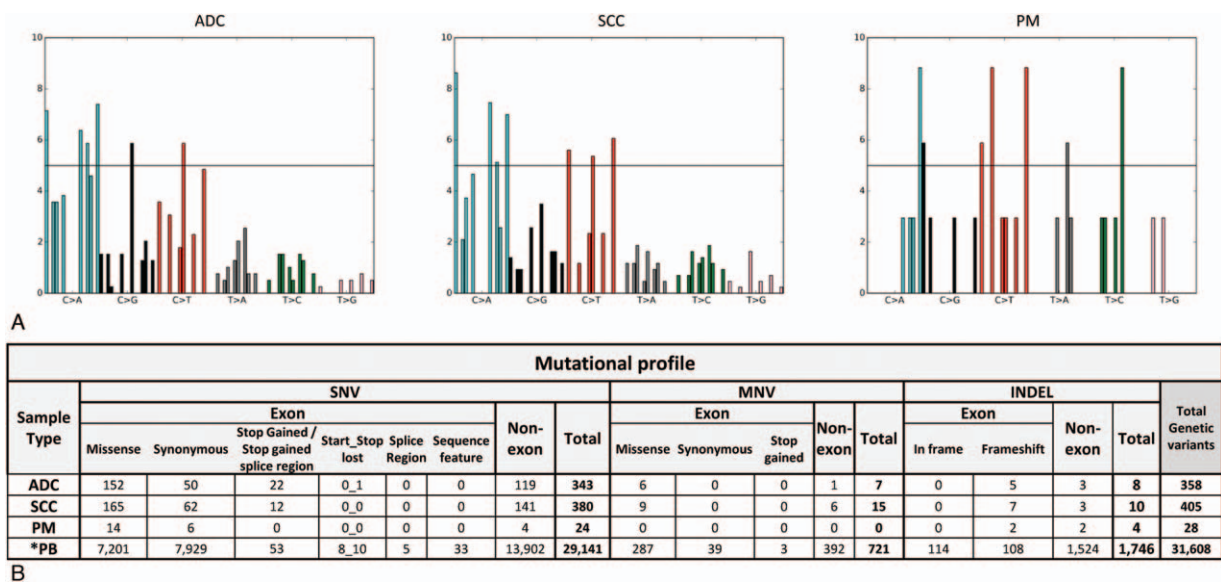 ADC SCC PM
10 10 10
8 8 8
6 6 6
4 4 4
2 2 2
0 0 0
C>A C>G C>T T>A T>C T>G C>A C>G C>T T>A T>C T>G C>A C>G C>T T>A T>C T>G
A
Mutational profile
Sample Type SNV MNV INDEL Total Genetic variants
Exon Non-exon Total Exon Non-exon Total Exon Non-exon Total
Missense Synonymous Stop Gained / Stop gained splice region Start_Stop lost Splice Region Sequence feature Missense Synonymous Stop gained In frame Frameshift
ADC 152 50 22 0_1 0 0 119 343 6 0 0 1 7 0 5 3 8 358
SCC 165 62 12 0_0 0 0 141 380 9 0 0 6 15 0 7 3 10 405
PM 14 6 0 0_0 0 0 4 24 0 0 0 0 0 0 2 2 4 28
*PB 7,201 7,929 53 8_10 5 33 13,902 29,141 287 39 3 392 721 114 108 1,524 1,746 31,608
B